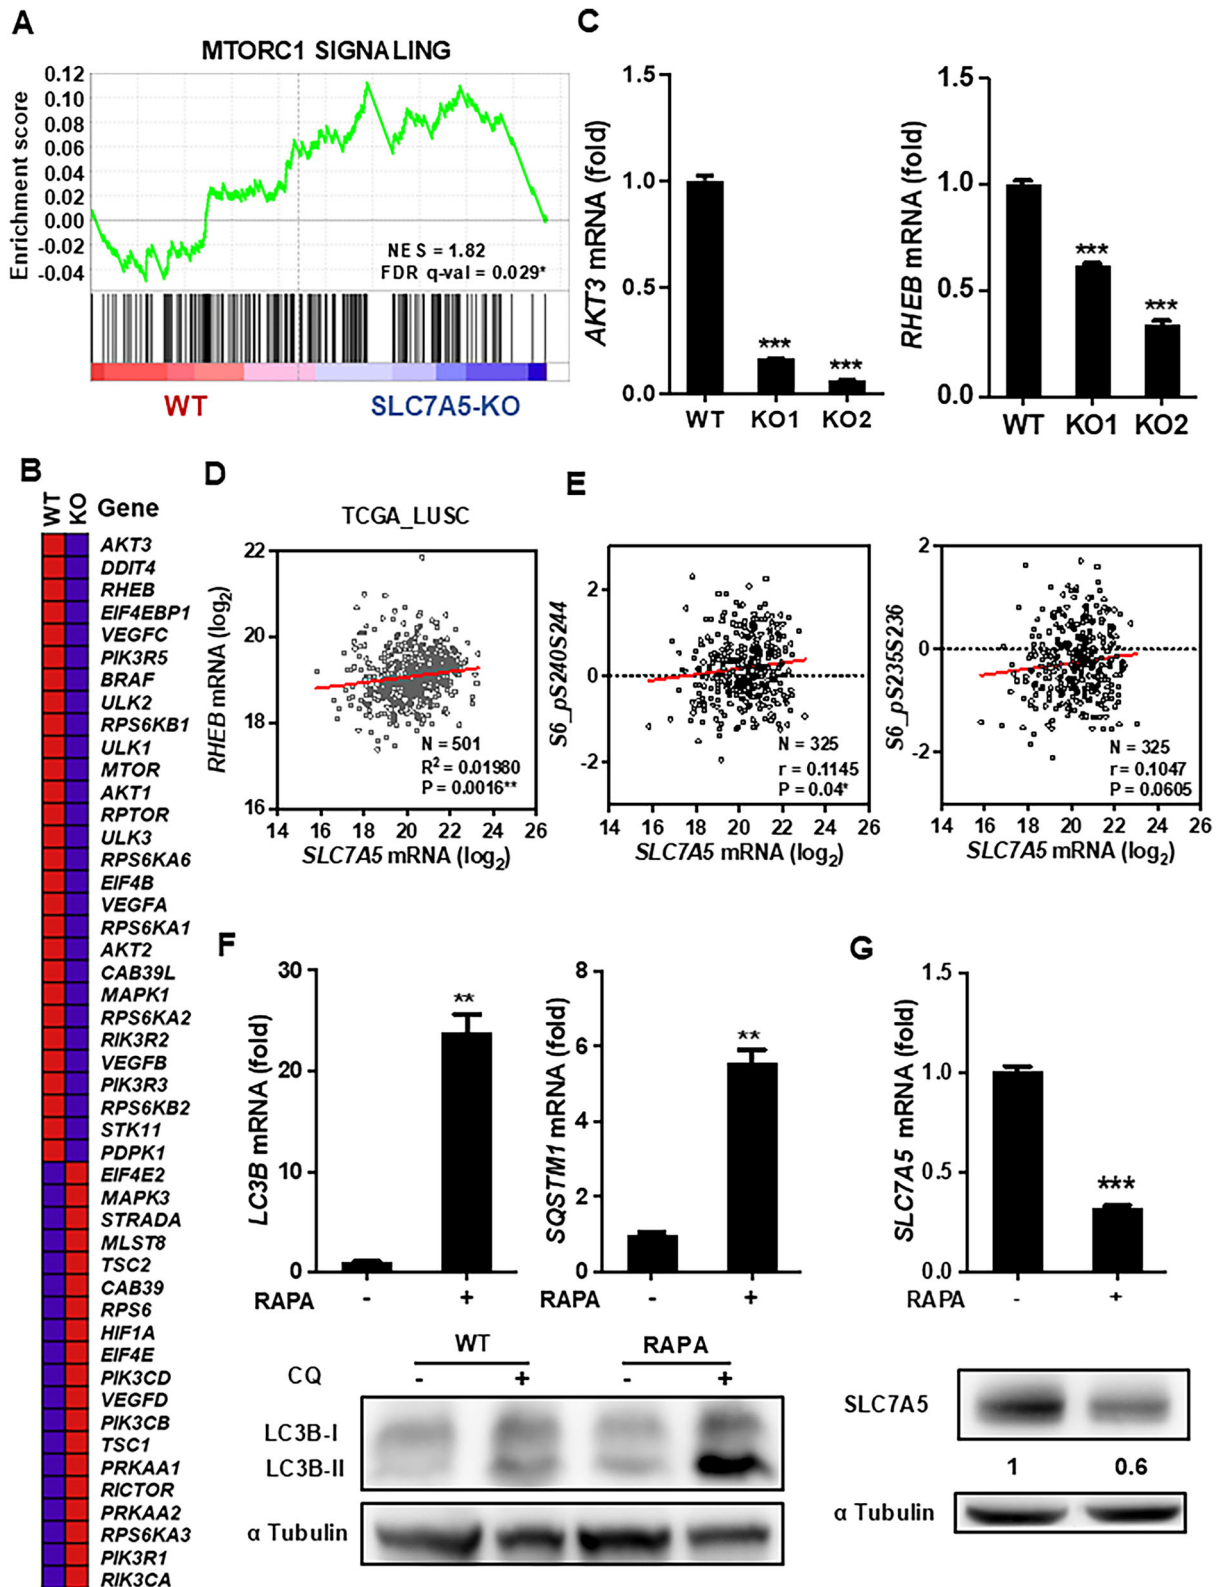 A
MTORC1 SIGNALING
Enrichment score
0.12
0.10
0.08
0.06
0.04
0.02
0.00
-0.02
-0.04
NES = 1.82
FDR q-val = 0.029*
WT
SLC7A5-KO
C
AKT3 mRNA (fold)
1.5
1.0
0.5
0.0
***
***
WT
KO1
KO2
RHEB mRNA (fold)
1.5
1.0
0.5
0.0
***
***
WT
KO1
KO2
B
WT
KO
Gene
AKT3
DDIT4
RHEB
EIF4EBP1
VEGFC
PIK3R5
BRAF
ULK2
RPS6KB1
ULK1
MTOR
AKT1
RPTOR
ULK3
RPS6KA6
EIF4B
VEGFA
RPS6KA1
AKT2
CAB39L
MAPK1
RPS6KA2
RIK3R2
VEGFB
PIK3R3
RPS6KB2
STK11
PDPK1
EIF4E2
MAPK3
STRADA
MLST8
TSC2
CAB39
RPS6
HIF1A
EIF4E
PIK3CD
VEGFD
PIK3CB
TSC1
PRKAA1
RICTOR
PRKAA2
RPS6KA3
PIK3R1
RIK3CA
D
TCGA_LUSC
RHEB mRNA (log2)
22
20
18
16
N = 501
R2 = 0.01980
P = 0.0016**
14 16 18 20 22 24 26
SLC7A5 mRNA (log2)
E
S6_pS240S244
2
0
-2
N = 325
r = 0.1145
P = 0.04*
14 16 18 20 22 24 26
SLC7A5 mRNA (log2)
S6_pS235S236
2
0
-2
N = 325
r = 0.1047
P = 0.0605
14 16 18 20 22 24 26
SLC7A5 mRNA (log2)
F
LC3B mRNA (fold)
30
20
10
0
**
RAPA - +
SQSTM1 mRNA (fold)
8
6
4
2
0
**
RAPA - +
WT RAPA
CQ - + - +
LC3B-I
LC3B-II
α Tubulin
G
SLC7A5 mRNA (fold)
1.5
1.0
0.5
0.0
***
RAPA - +
SLC7A5
1 0.6
α Tubulin